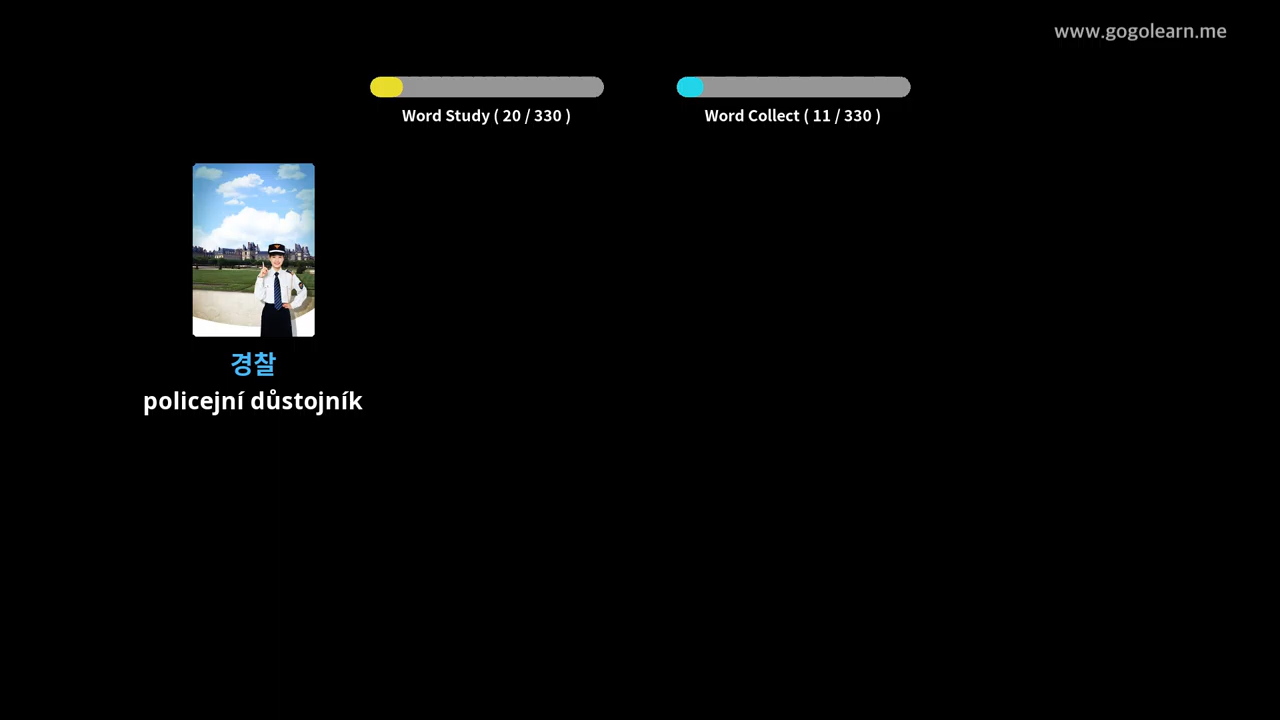 www.gogolearn.me
Word Study ( 20 / 330 )
Word Collect ( 11 / 330 )
경찰
policejní důstojník